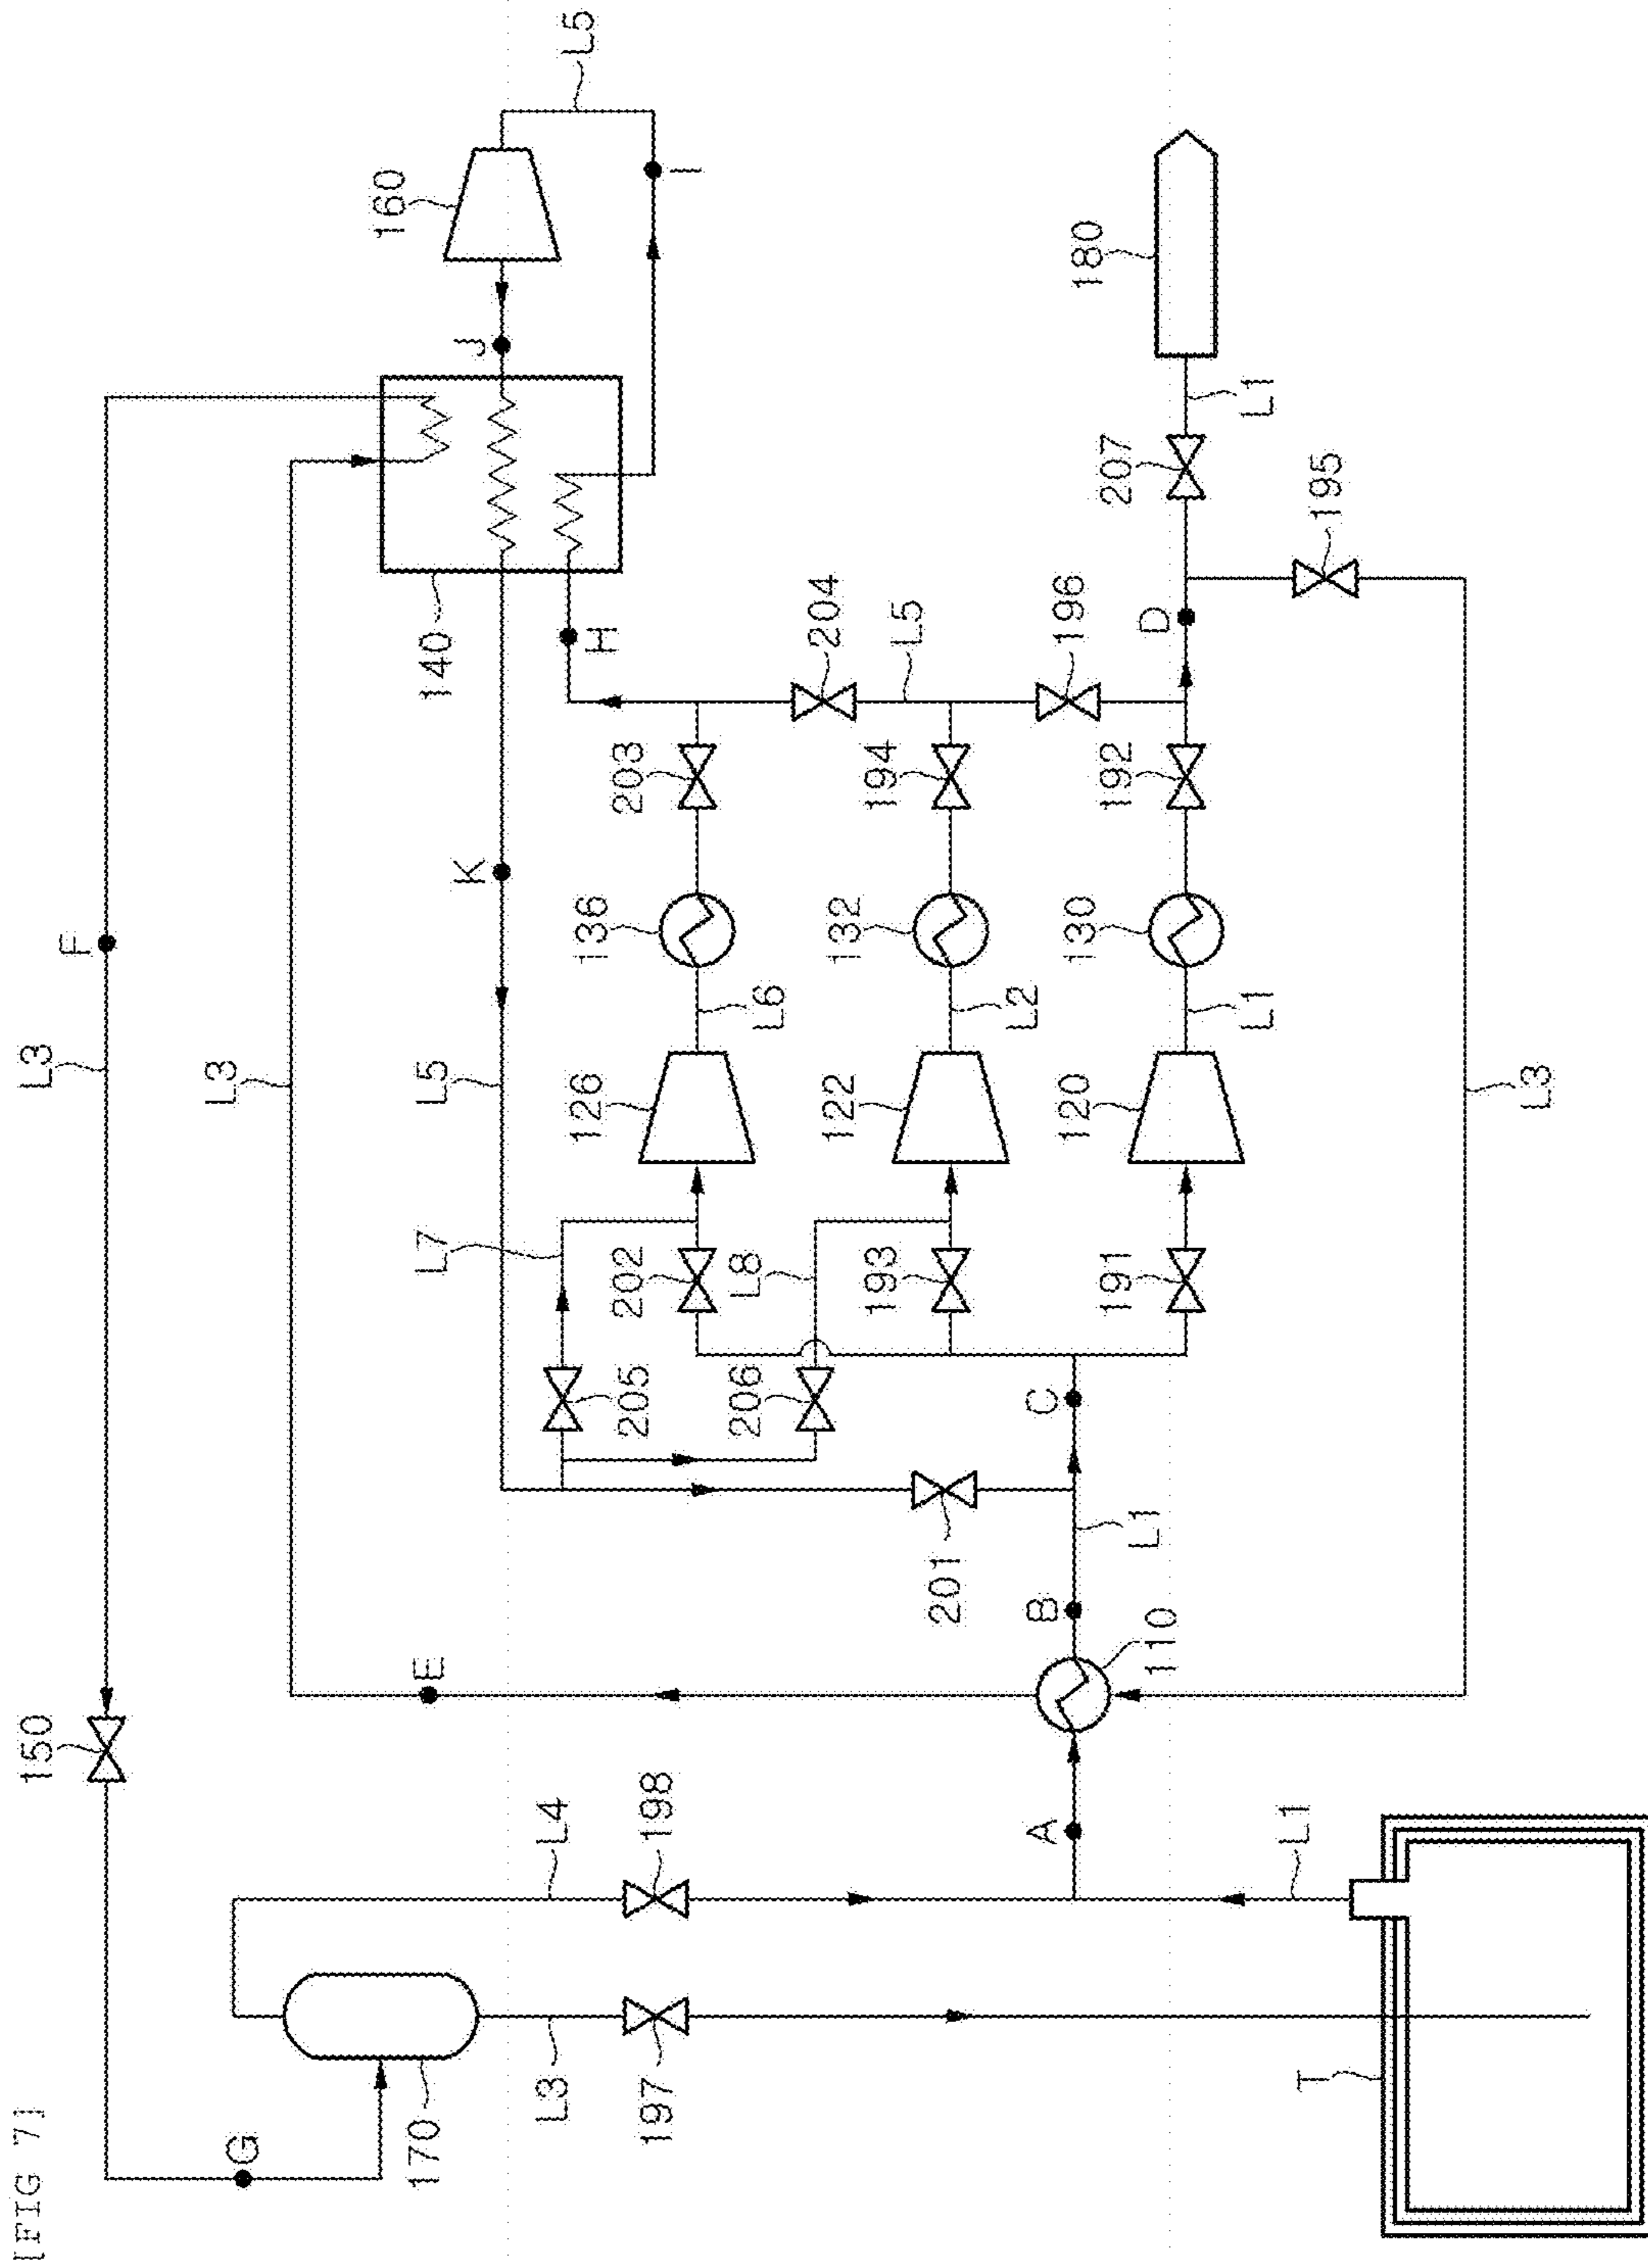 [FIG 7]
L3
F
150
G
L3
E
L5
K
J
160
L5
I
140
H
L7
205
202
126
L6
136
203
204
L5
L8
206
193
122
L2
132
194
196
201
B
L1
C
191
120
L1
130
192
D
207
L1
180
195
L3
110
A
L4
198
L1
170
L3
197
T